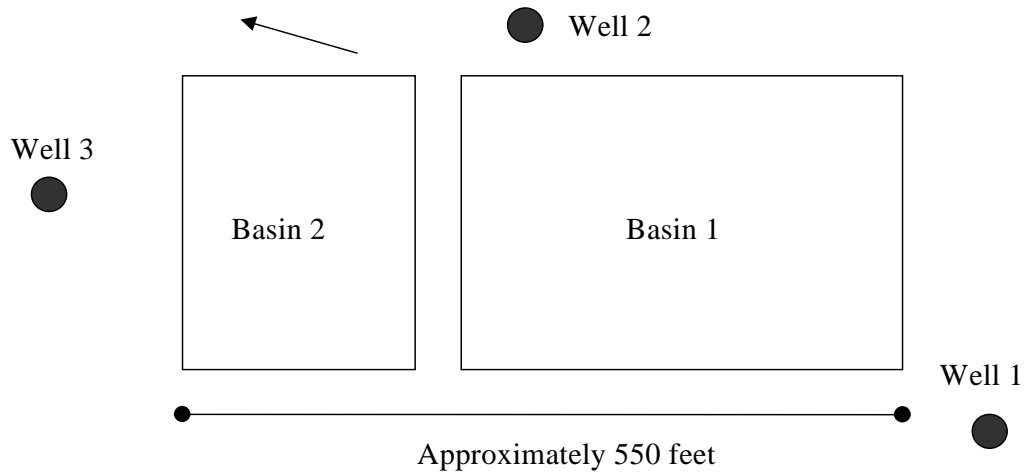 Well 2
Well 3
Basin 2
Basin 1
Well 1
Approximately 550 feet